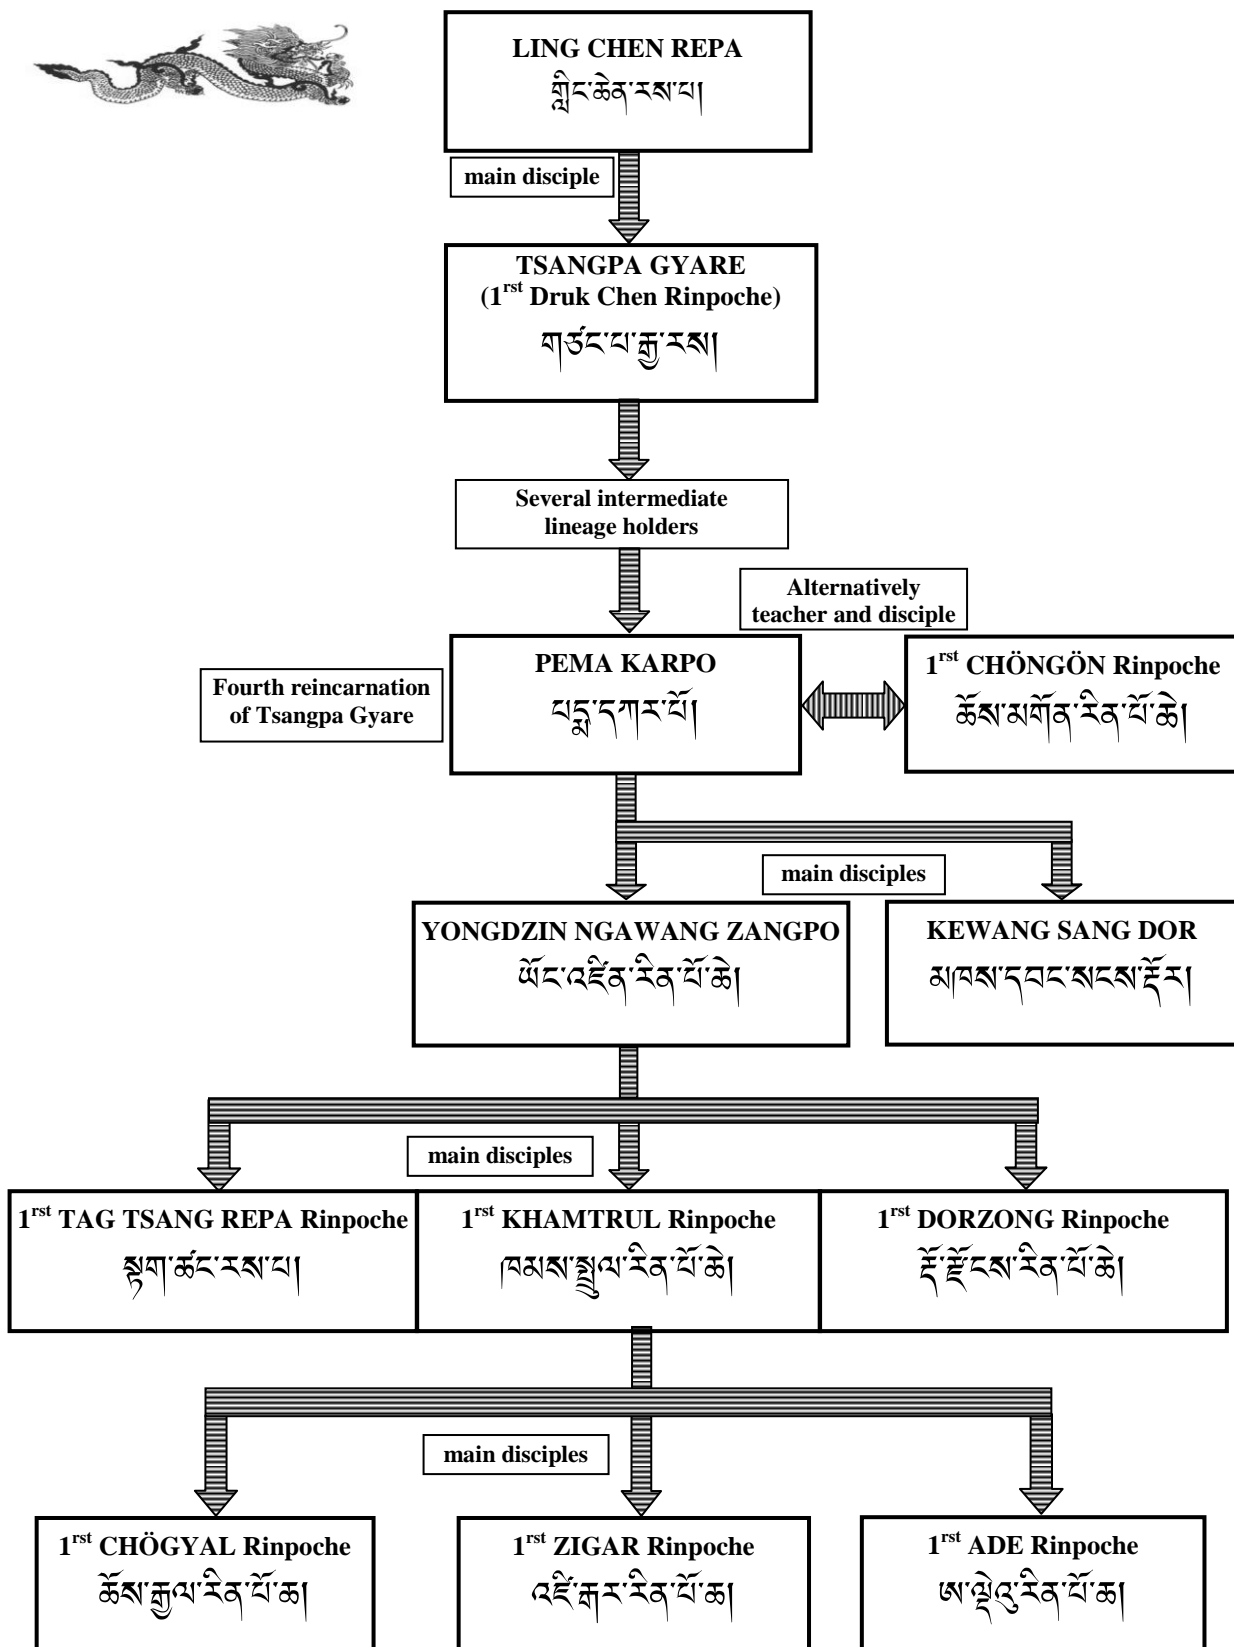 LING CHEN REPA
གླིང་ཆེན་རས་པ།
main disciple
TSANGPA GYARE
(1rst Druk Chen Rinpoche)
གཙང་པ་རྒྱ་རས།
Several intermediate
lineage holders
Alternatively
teacher and disciple
PEMA KARPO
པདྨ་དཀར་པོ།
1rst CHÖNGÖN Rinpoche
ཆོས་མགོན་རིན་པོ་ཆེ།
Fourth reincarnation
of Tsangpa Gyare
main disciples
YONGDZIN NGAWANG ZANGPO
ཡོང་འཛིན་རིན་པོ་ཆེ།
KEWANG SANG DOR
མཁས་དབང་སངས་རྡོར།
main disciples
1rst TAG TSANG REPA Rinpoche
སྟག་ཚང་རས་པ།
1rst KHAMTRUL Rinpoche
ཁམས་སྤྲུལ་རིན་པོ་ཆེ།
1rst DORZONG Rinpoche
རྡོ་རྫོངས་རིན་པོ་ཆེ།
main disciples
1rst CHÖGYAL Rinpoche
ཆོས་རྒྱལ་རིན་པོ་ཆ།
1rst ZIGAR Rinpoche
འཛི་རྒར་རིན་པོ་ཆ།
1rst ADE Rinpoche
ཨ་ལྡེའུ་རིན་པོ་ཆ།